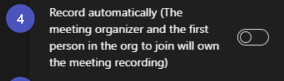 4
Record automatically (The
meeting organizer and the first
person in the org to join will own
the meeting recording)